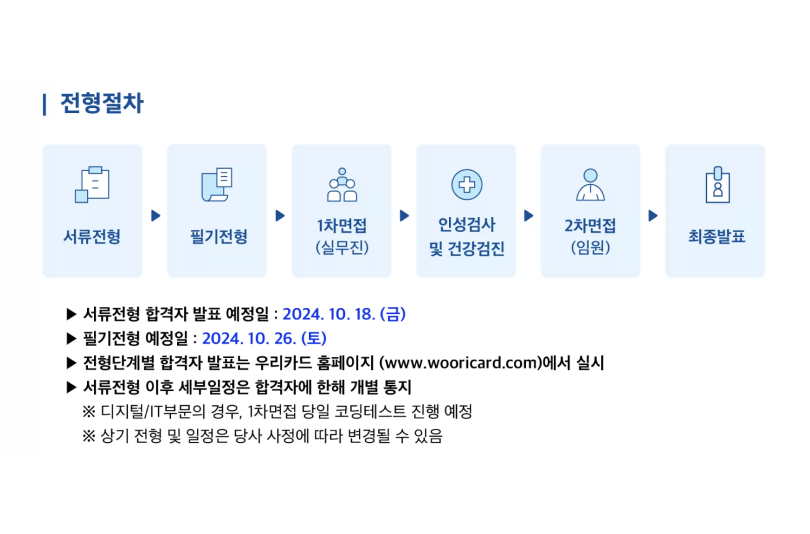 전형절차
서류전형
필기전형
1차면접
(실무진)
인성검사
및 건강검진
2차면접
(임원)
최종발표
▶ 서류전형 합격자 발표 예정일 : 2024. 10. 18. (금)
▶ 필기전형 예정일 : 2024. 10. 26. (토)
▶ 전형단계별 합격자 발표는 우리카드 홈페이지 (www.wooricard.com)에서 실시
▶ 서류전형 이후 세부일정은 합격자에 한해 개별 통지
※ 디지털/IT부문의 경우, 1차면접 당일 코딩테스트 진행 예정
※ 상기 전형 및 일정은 당사 사정에 따라 변경될 수 있음